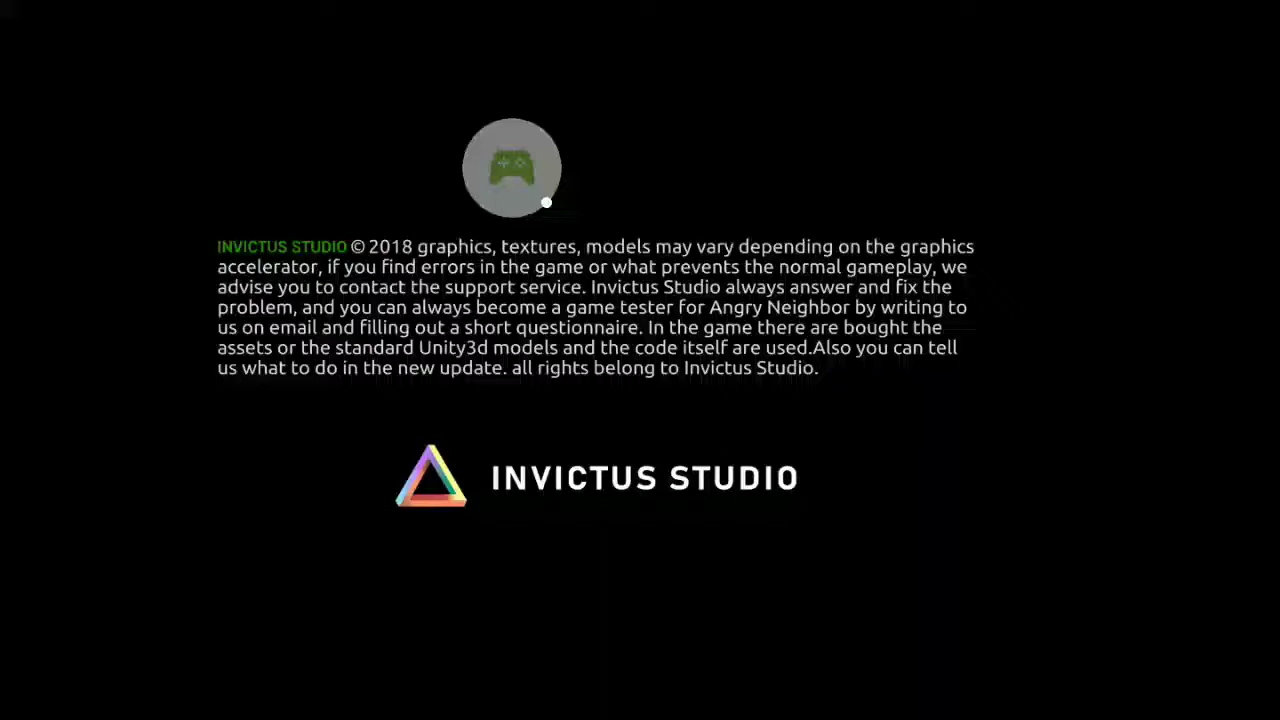 INVICTUS STUDIO © 2018 graphics, textures, models may vary depending on the graphics
accelerator, if you find errors in the game or what prevents the normal gameplay, we
advise you to contact the support service. Invictus Studio always answer and fix the
problem, and you can always become a game tester for Angry Neighbor by writing to
us on email and filling out a short questionnaire. In the game there are bought the
assets or the standard Unity3d models and the code itself are used.Also you can tell
us what to do in the new update. all rights belong to Invictus Studio.
INVICTUS STUDIO